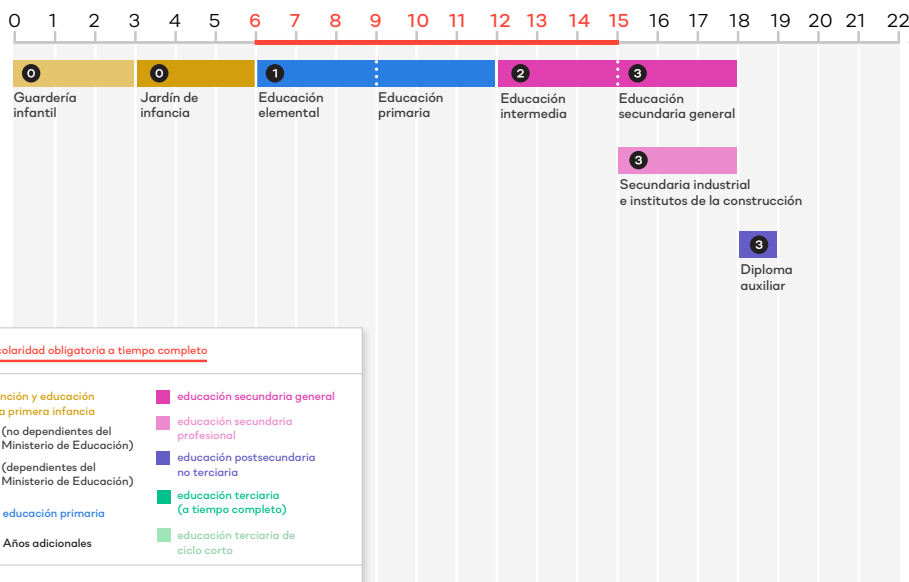 0 1 2 3 4 5 6 7 8 9 10 11 12 13 14 15 16 17 18 19 20 21 22
0 0 1 2 3
Guardería
infantil
Jardín de
infancia
Educación
elemental
Educación
primaria
Educación
intermedia
Educación
secundaria general
3
Secundaria industrial
e institutos de la construcción
3
Diploma
auxiliar
colaridad obligatoria a tiempo completo
nción y educación
a primera infancia
(no dependientes del
Ministerio de Educación)
(dependientes del
Ministerio de Educación)
educación primaria
Años adicionales
educación secundaria general
educación secundaria
profesional
educación postsecundaria
no terciaria
educación terciaria
(a tiempo completo)
educación terciaria de
ciclo corto